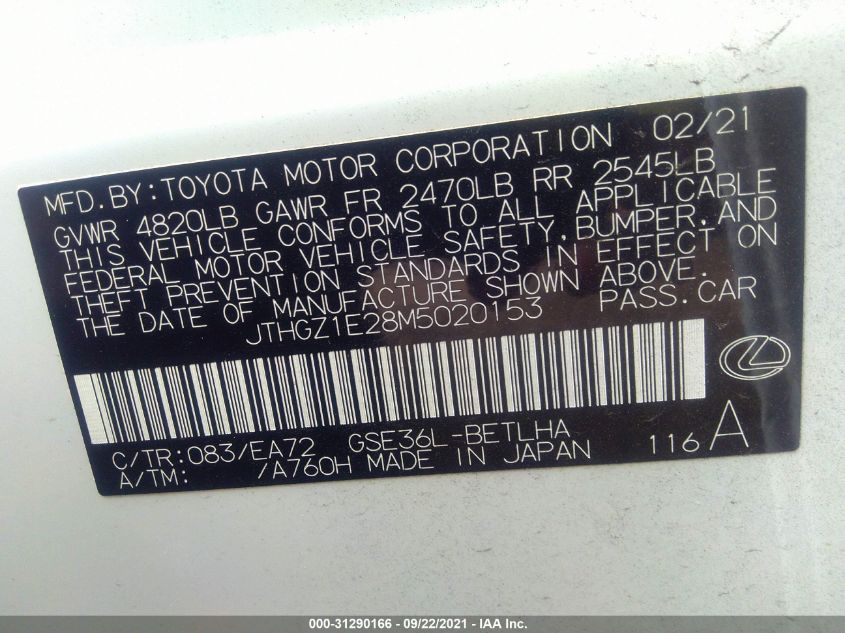 MFD.BY:TOYOTA MOTOR CORPORATION 02/21
GVWR 4820LB GAWR FR 2470LB RR 2545LB
THIS VEHICLE CONFORMS TO ALL APPLICABLE
FEDERAL MOTOR VEHICLE SAFETY,BUMPER,AND
THEFT PREVENTION STANDARDS IN EFFECT ON
THE DATE OF MANUFACTURE SHOWN ABOVE.
JTHGZ1E28M5020153 PASS.CAR
C/TR:083/EA72 GSE36L-BETLHA
A/TM: /A760H MADE IN JAPAN 116A
000-31290166 - 09/22/2021 - IAA Inc.